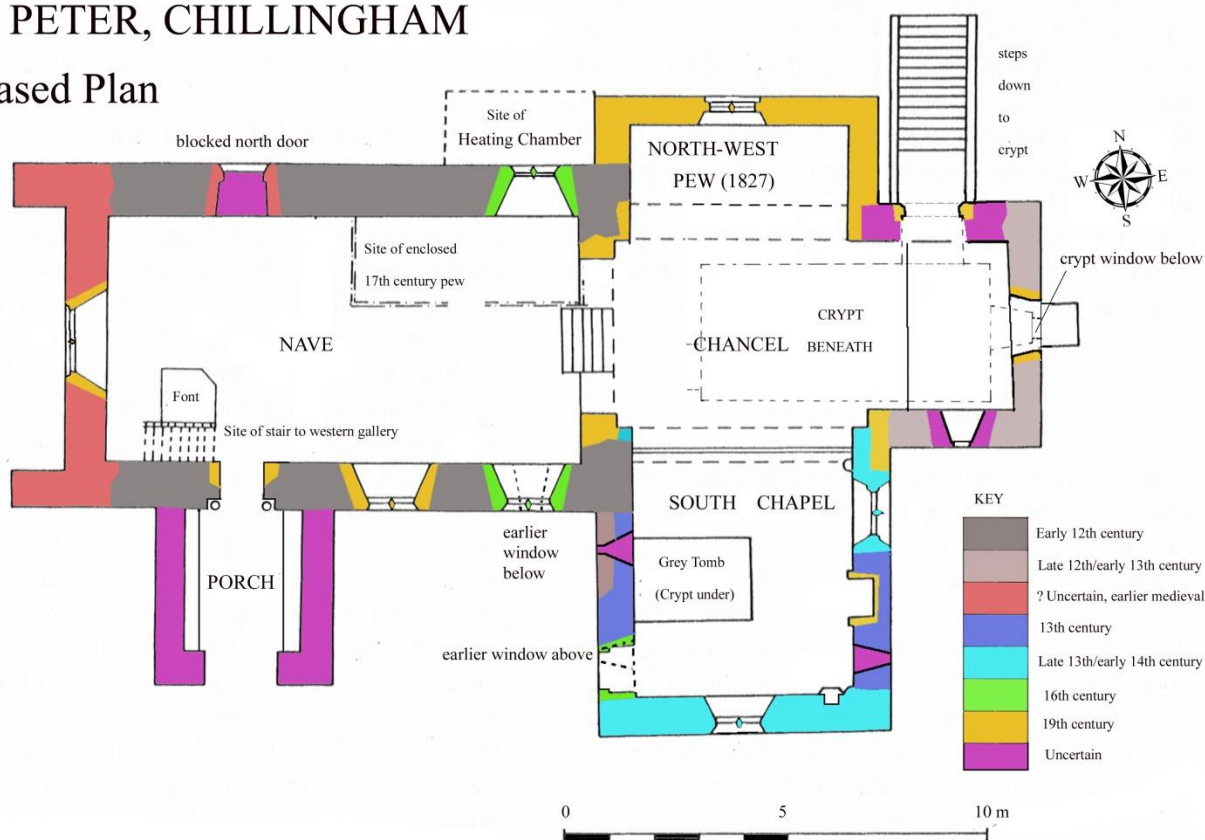 PETER, CHILLINGHAM
ased Plan
blocked north door
Site of
Heating Chamber
NORTH-WEST
PEW (1827)
steps
down
to
crypt
N
W E
S
Site of enclosed
17th century pew
crypt window below
NAVE
CHANCEL
CRYPT
BENEATH
Font
Site of stair to western gallery
SOUTH CHAPEL
earlier
window
below
PORCH
Grey Tomb
(Crypt under)
earlier window above
KEY
Early 12th century
Late 12th/early 13th century
? Uncertain, earlier medieval
13th century
Late 13th/early 14th century
16th century
19th century
Uncertain
0 5 10 m